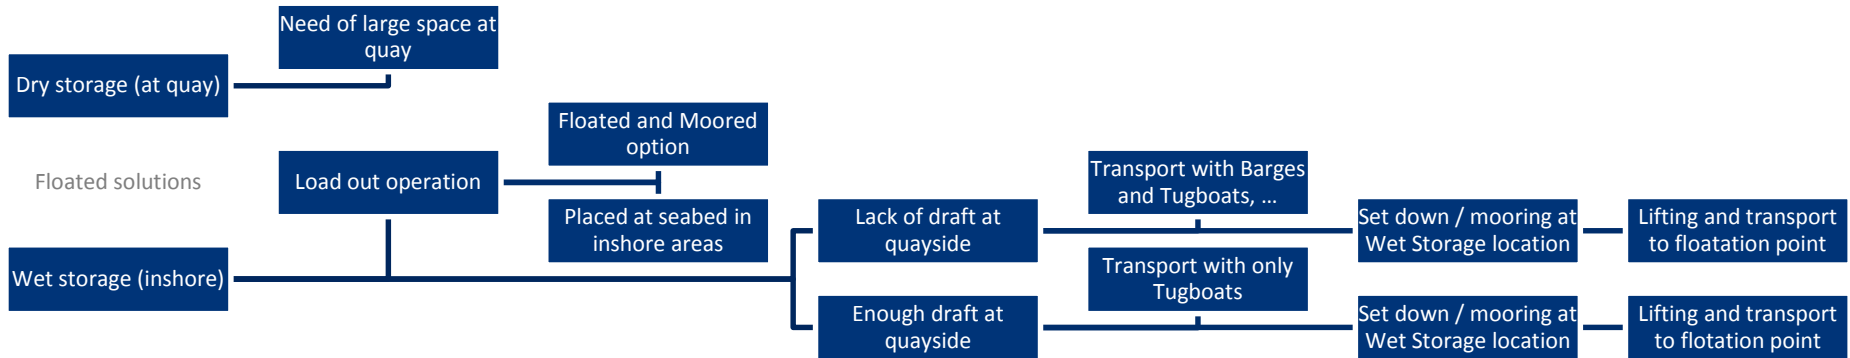 Need of large space at
quay
Dry storage (at quay)
Floated and Moored
option
Floated solutions
Load out operation
Placed at seabed in
inshore areas
Wet storage (inshore)
Lack of draft at
quayside
Transport with Barges
and Tugboats, ...
Set down / mooring at
Wet Storage location
Lifting and transport
to floatation point
Enough draft at
quayside
Transport with only
Tugboats
Set down / mooring at
Wet Storage location
Lifting and transport
to flotation point